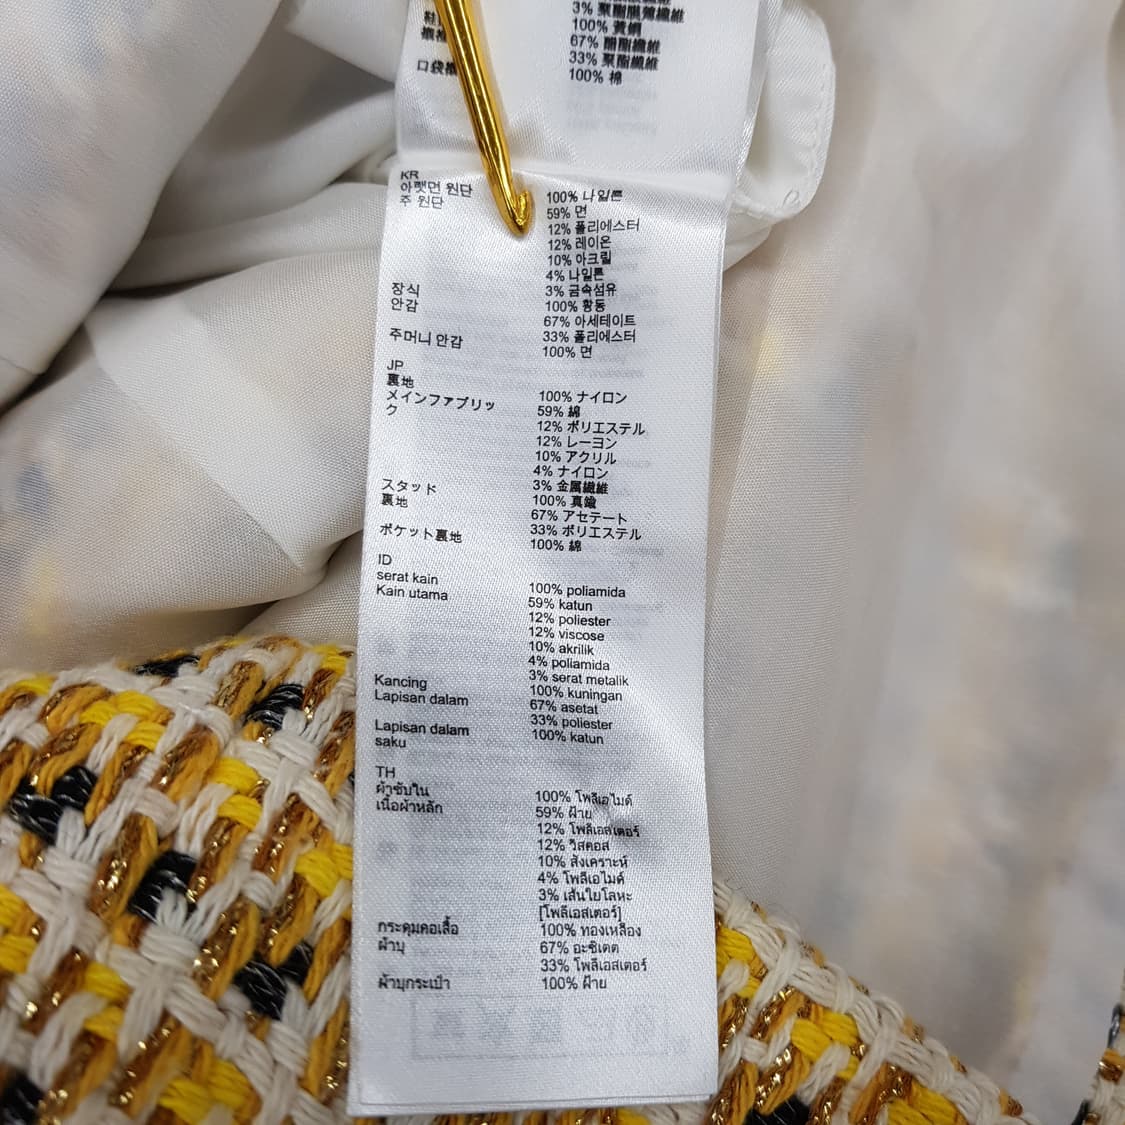 3% 聚酯膜薄纖維
100% 黃銅
67% 醋酯纖維
33% 聚酯纖維
口袋裡
100% 棉
KR
아랫면 원단 100% 나일론
주 원단 59% 면
12% 폴리에스터
12% 레이온
10% 아크릴
4% 나일론
3% 금속섬유
장식 100% 황동
안감 67% 아세테이트
33% 폴리에스터
주머니 안감 100% 면
JP
裏地 100% ナイロン
メインファブリッ 59% 綿
ク 12% ポリエステル
12% レーヨン
10% アクリル
4% ナイロン
3% 金属繊維
スタッド 100% 真鍮
裏地 67% アセテート
33% ポリエステル
ポケット裏地 100% 綿
ID
serat kain 100% poliamida
Kain utama 59% katun
12% poliester
12% viscose
10% akrilik
4% poliamida
3% serat metalik
Kancing 100% kuningan
Lapisan dalam 67% asetat
33% poliester
Lapisan dalam 100% katun
saku
TH
ผ้าซับใน 100% โพลีเอไมด์
เนื้อผ้าหลัก 59% ฝ้าย
12% โพลีเอสเตอร์
12% วิสคอส
10% สังเคราะห์
4% โพลีเอไมด์
3% เส้นใยโลหะ
[โพลีเอสเตอร์]
กระดุมคอเสื้อ 100% ทองเหลือง
ผ้าบุ 67% อะซิเตต
33% โพลีเอสเตอร์
ผ้าบุกระเป๋า 100% ฝ้าย